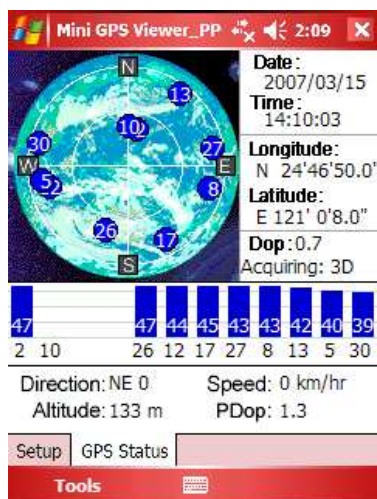 Mini GPS Viewer_PP 2:09
Date:
2007/03/15
Time:
14:10:03
Longitude:
N 24'46'50.0"
Latitude:
E 121' 0'8.0"
Dop:0.7
Acquiring: 3D
N
13
10 2
30
27
W
E
5 2
8
26
17
S
47 47 44 45 43 43 42 40 39
2 10 26 12 17 27 8 13 5 30
Direction: NE 0 Speed: 0 km/hr
Altitude: 133 m PDop: 1.3
Setup GPS Status
Tools